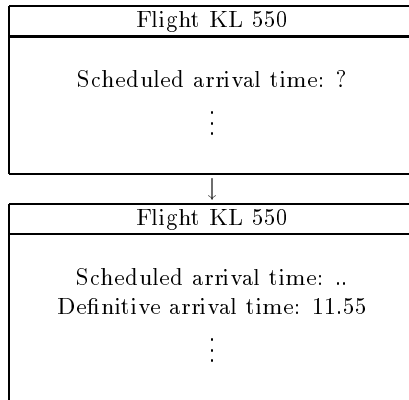 Flight KL 550
Scheduled arrival time: ?
⋮
↓
Flight KL 550
Scheduled arrival time: ..
Definitive arrival time: 11.55
⋮